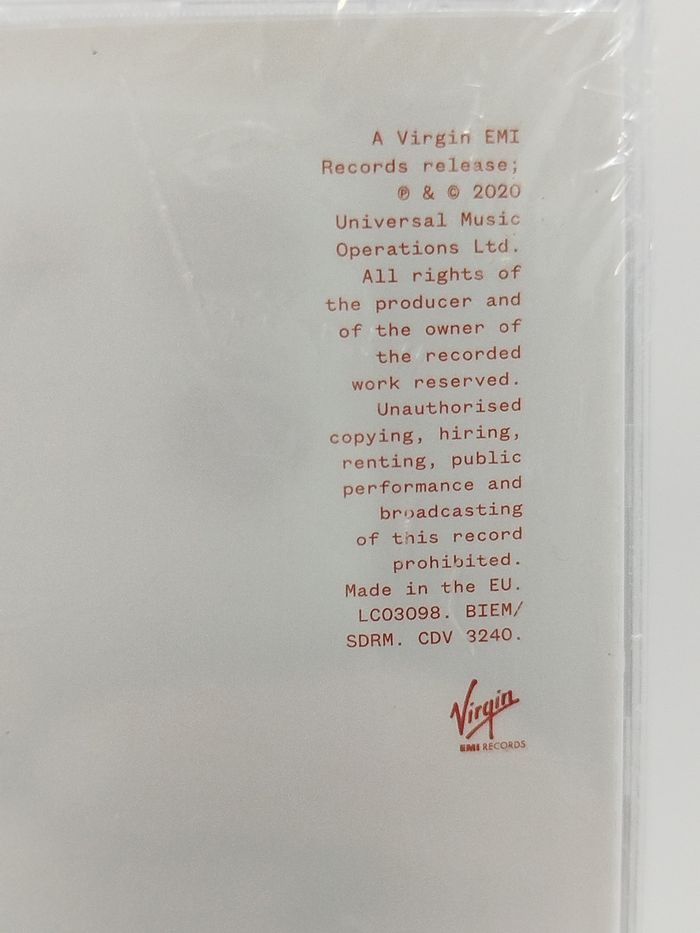 A Virgin EMI
Records release;
℗ & © 2020
Universal Music
Operations Ltd.
All rights of
the producer and
of the owner of
the recorded
work reserved.
Unauthorised
copying, hiring,
renting, public
performance and
broadcasting
of this record
prohibited.
Made in the EU.
LC03098. BIEM/
SDRM. CDV 3240.
Virgin
EMI RECORDS